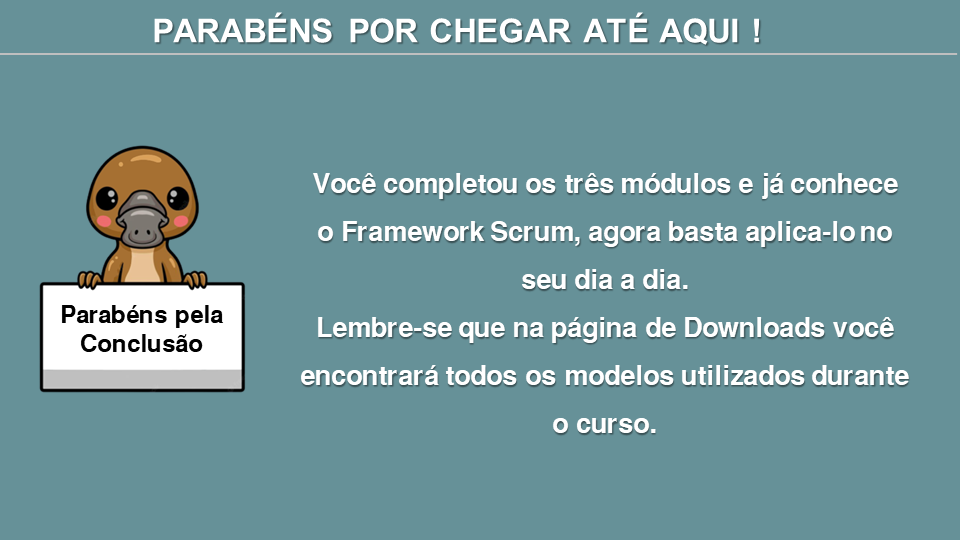 PARABÉNS POR CHEGAR ATÉ AQUI !
Parabéns pela
Conclusão
Você completou os três módulos e já conhece
o Framework Scrum, agora basta aplica-lo no
seu dia a dia.
Lembre-se que na página de Downloads você
encontrará todos os modelos utilizados durante
o curso.